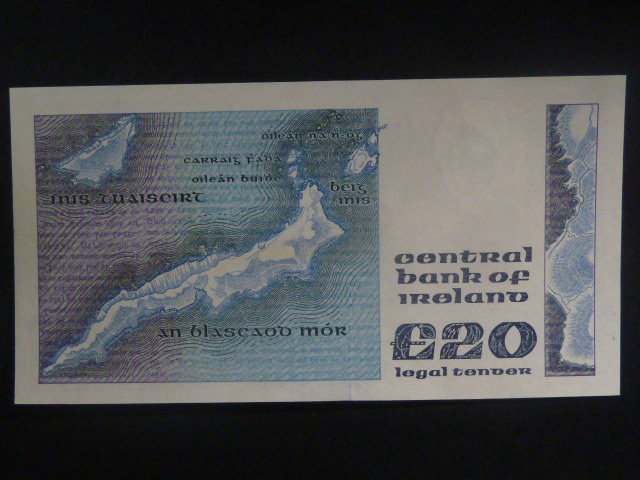 oileán na n-óg
carraig fada
oileán buide
beig
inis
inis tuaisceirt
an blascaod mór
central
bank of
ireland
£20
legal tender